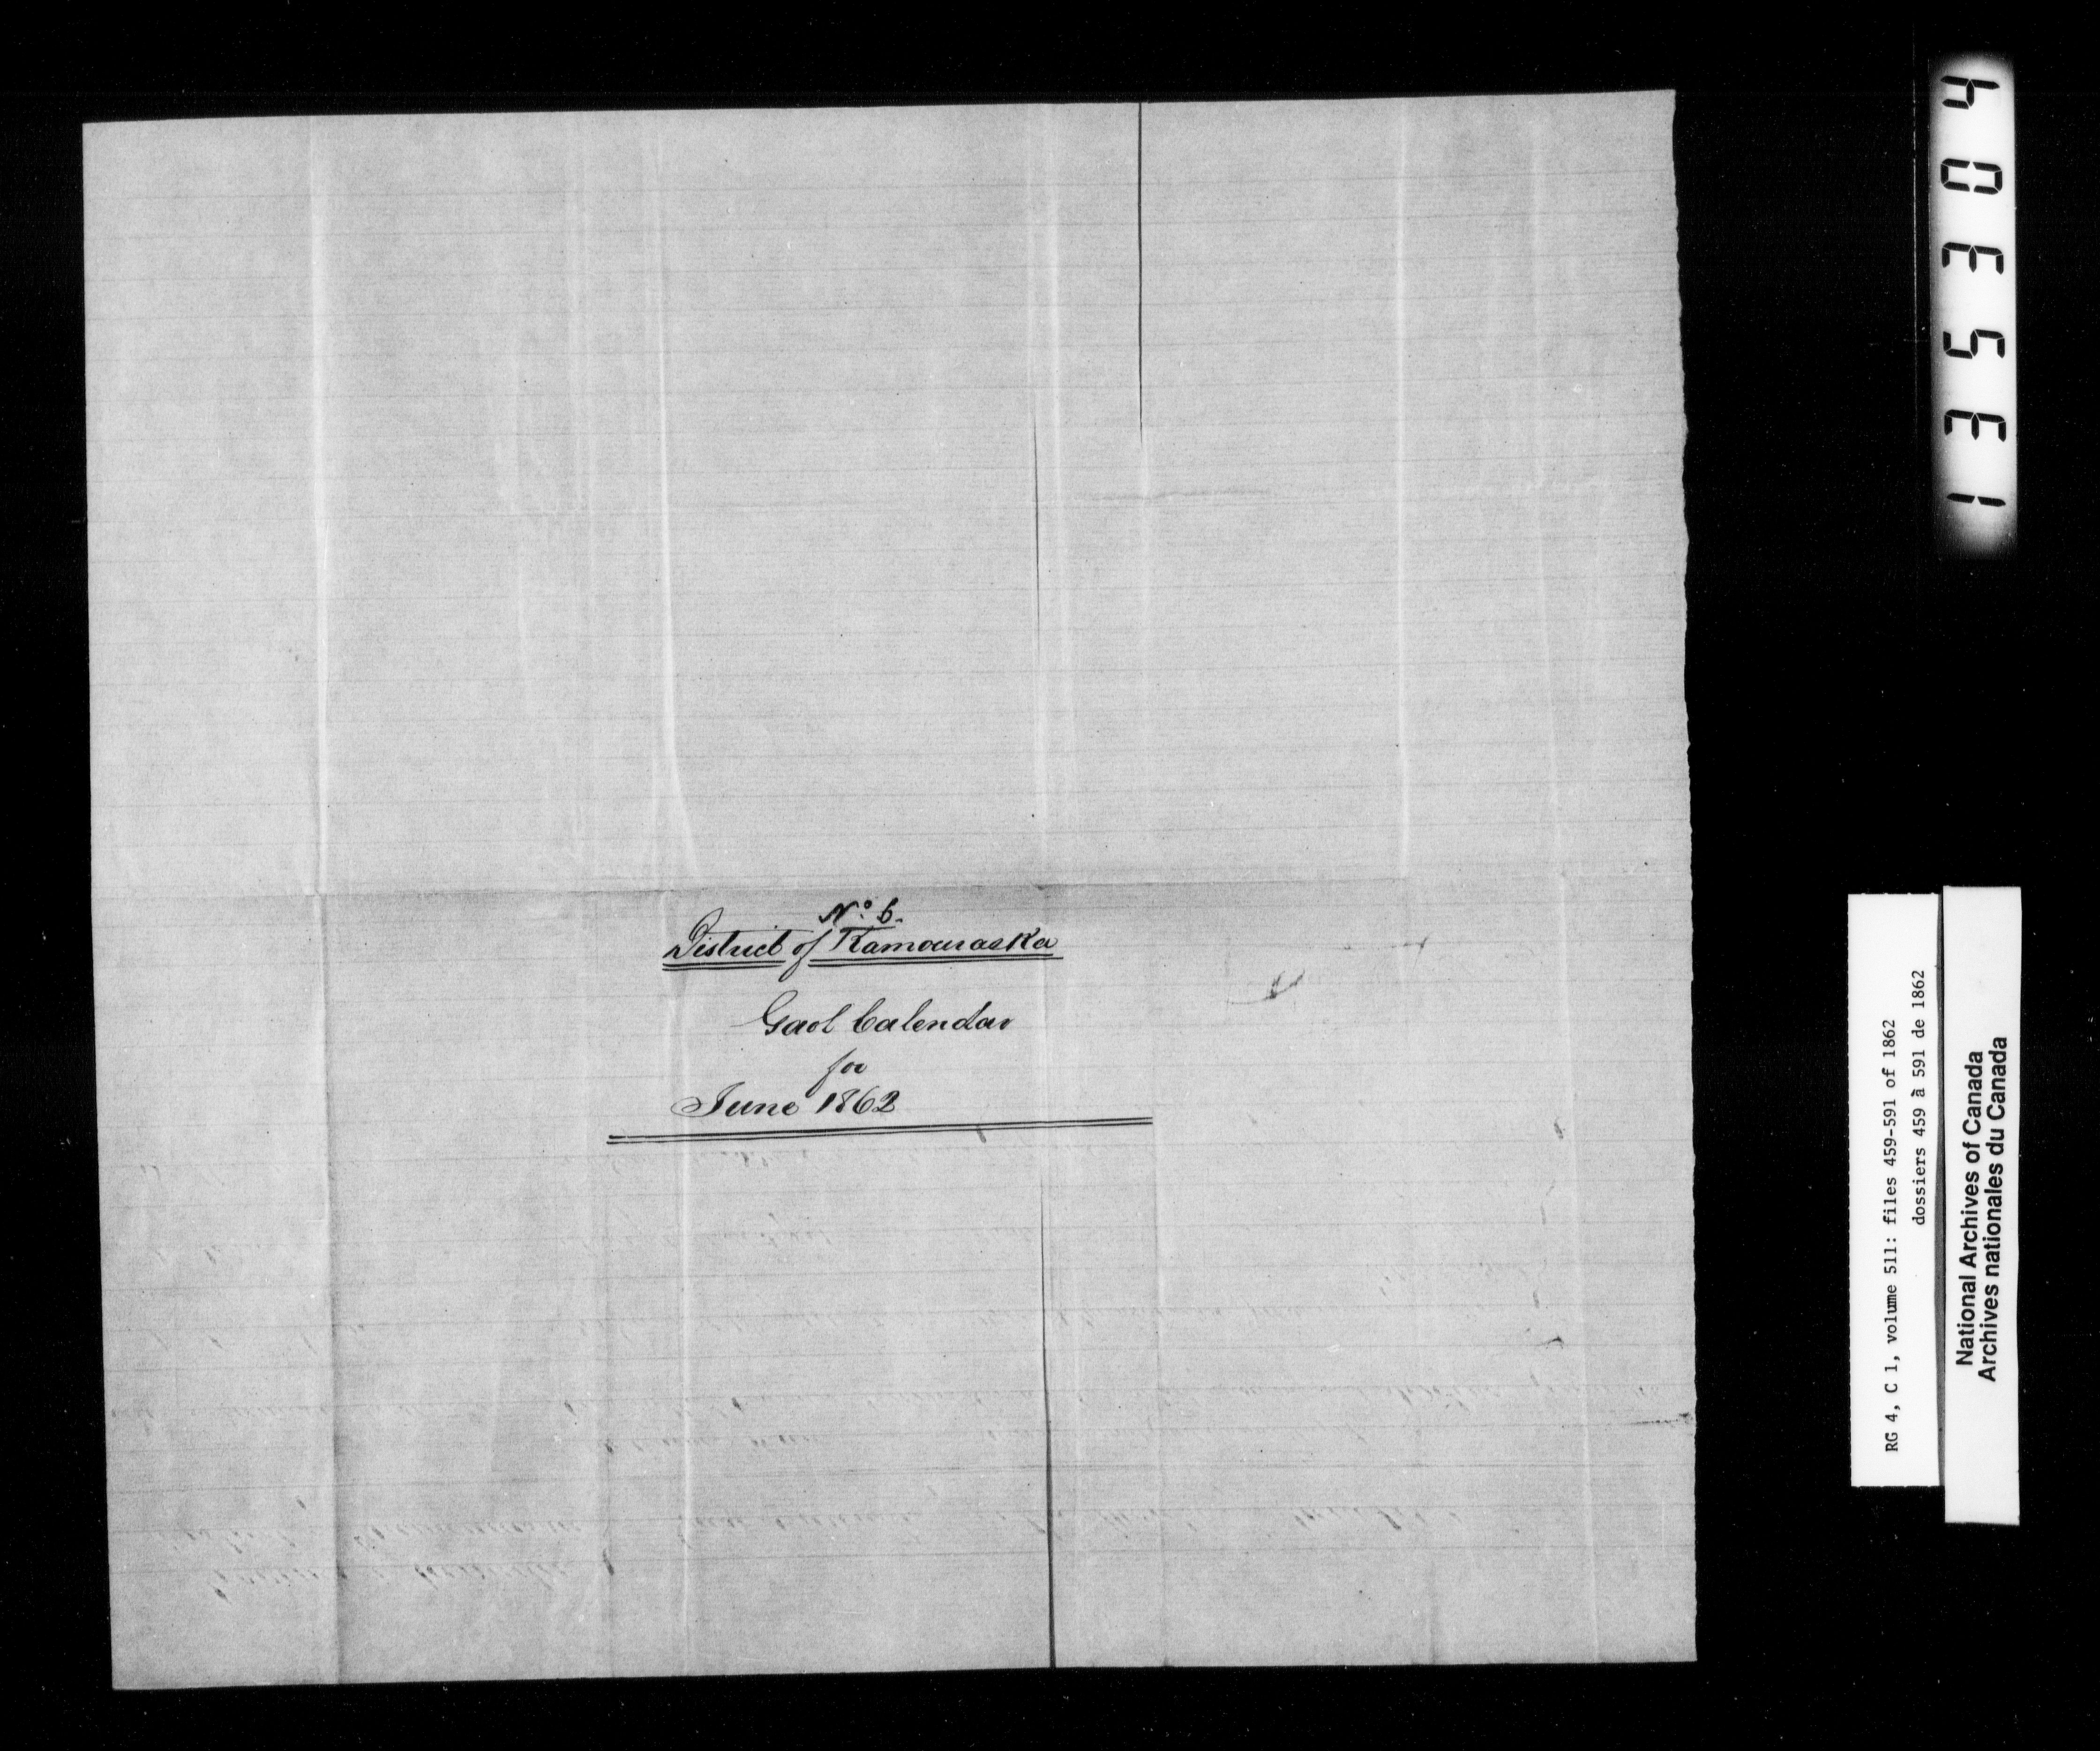 No. 6.
District of Kamouraska
Gaol Calendar
for
June 1862
135304
RG 4, C 1, volume 511: files 459-591 of 1862
dossiers 459 à 591 de 1862
National Archives of Canada
Archives nationales du Canada